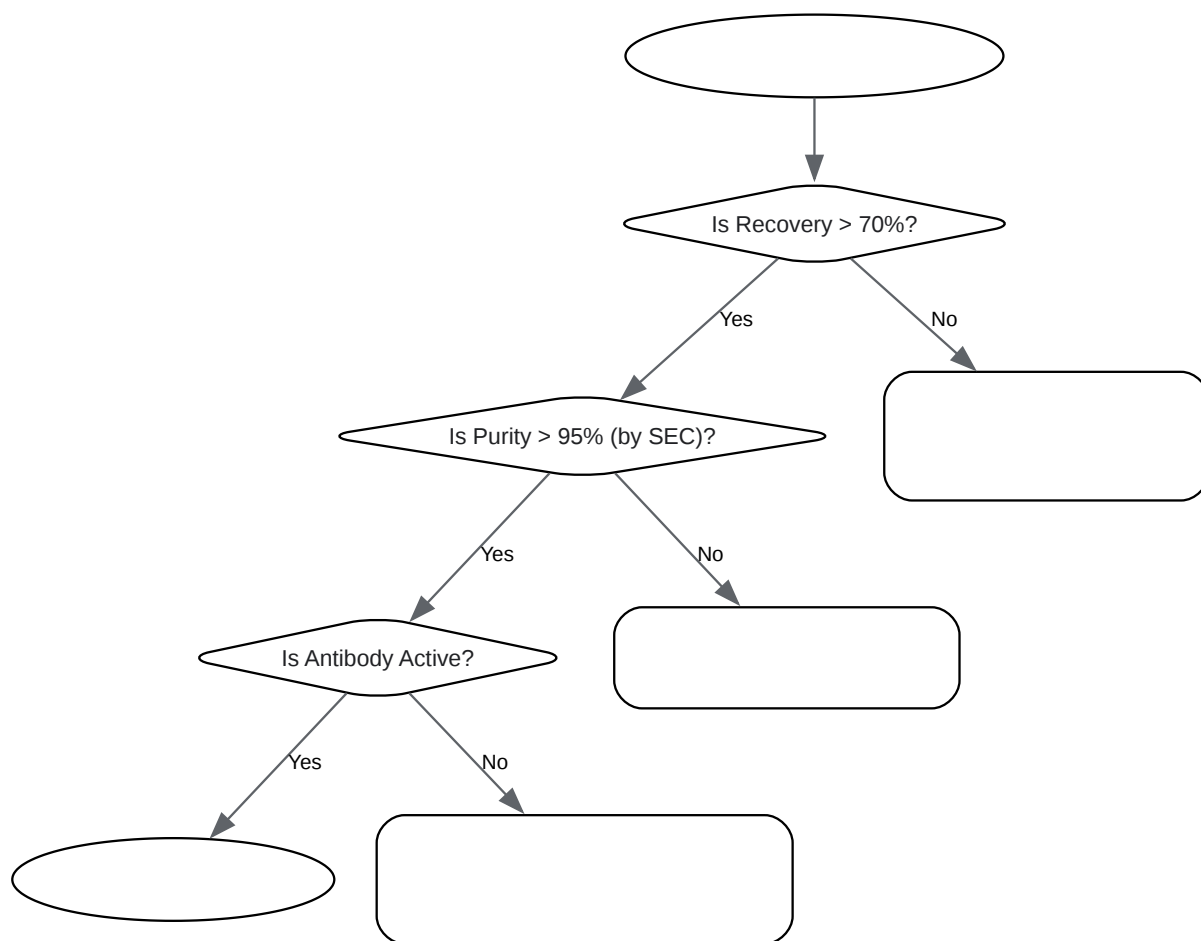 Is Recovery > 70%?
Yes
No
Is Purity > 95% (by SEC)?
Yes
No
Is Antibody Active?
Yes
No